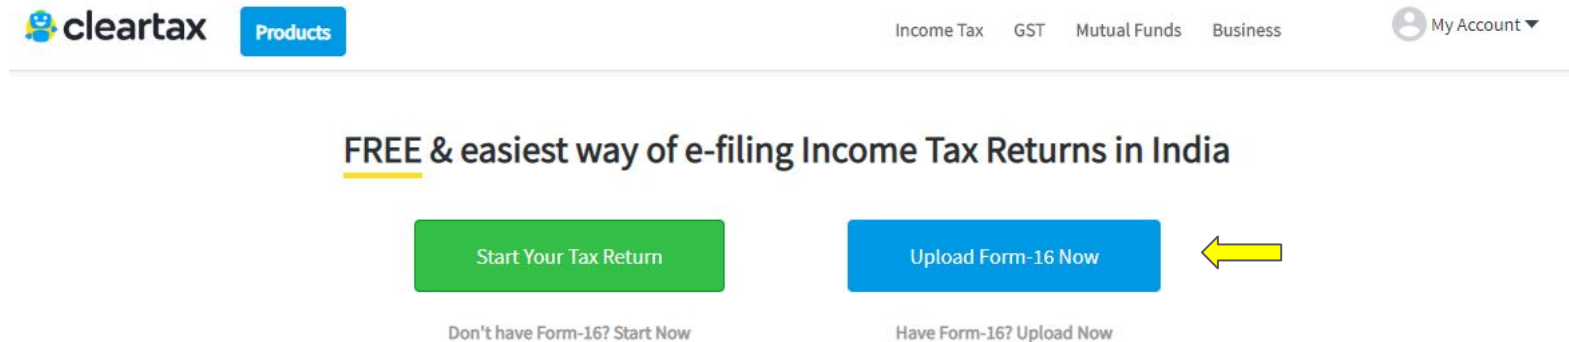 cleartax Products Income Tax GST Mutual Funds Business My Account
FREE & easiest way of e-filing Income Tax Returns in India
Start Your Tax Return Upload Form-16 Now
Don't have Form-16? Start Now Have Form-16? Upload Now